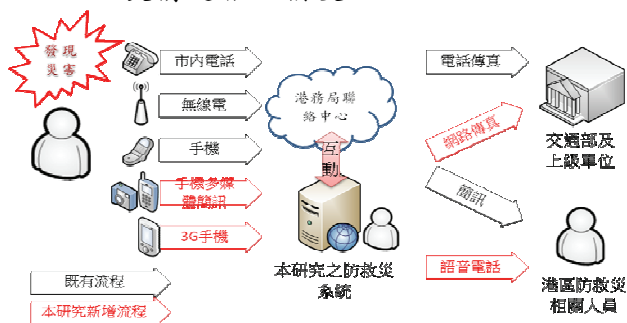 發現
災害
市內電話
無線電
手機
手機多媒
體簡訊
3G手機
港務局聯
絡中心
互
動
本研究之防救災
系統
電話傳真
網路傳真
簡訊
語音電話
交通部及
上級單位
港區防救災
相關人員
既有流程
本研究新增流程